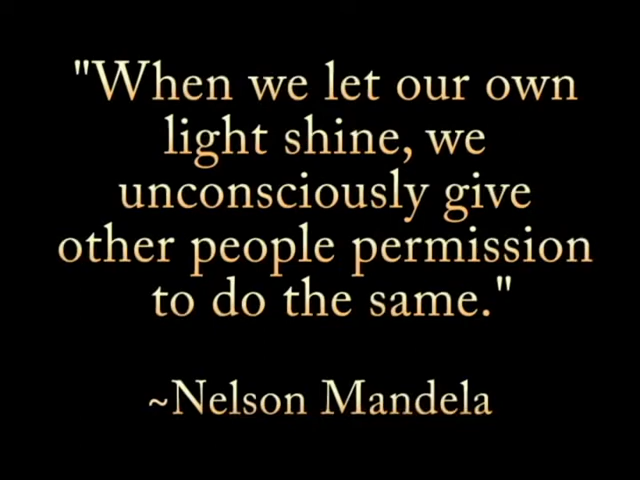 "When we let our own
light shine, we
unconsciously give
other people permission
to do the same."
~Nelson Mandela